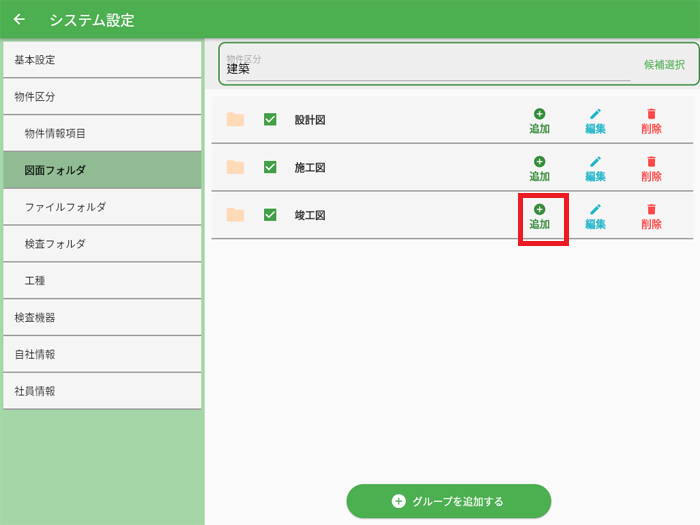 システム設定
基本設定
物件区分
物件情報項目
図面フォルダ
ファイルフォルダ
検査フォルダ
工種
検査機器
自社情報
社員情報
物件区分
建築
候補選択
設計図
追加 編集 削除
施工図
追加 編集 削除
竣工図
追加 編集 削除
グループを追加する